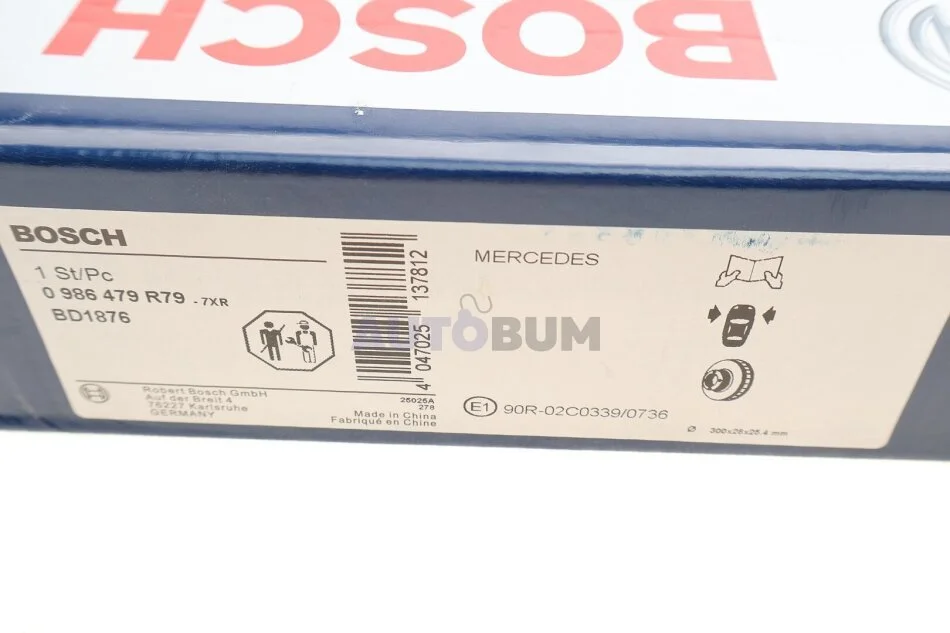 BOSCH
BOSCH
1 St/Pc
0 986 479 R79 - 7XR
BD1876
4 047025 137812
MERCEDES
AUTOBUM
Robert Bosch GmbH
Auf der Breit 4
76227 Karlsruhe
GERMANY
25025A
278
Made in China
Fabriqué en Chine
E1 90R-02C0339/0736
Ø 300x28x25.4 mm